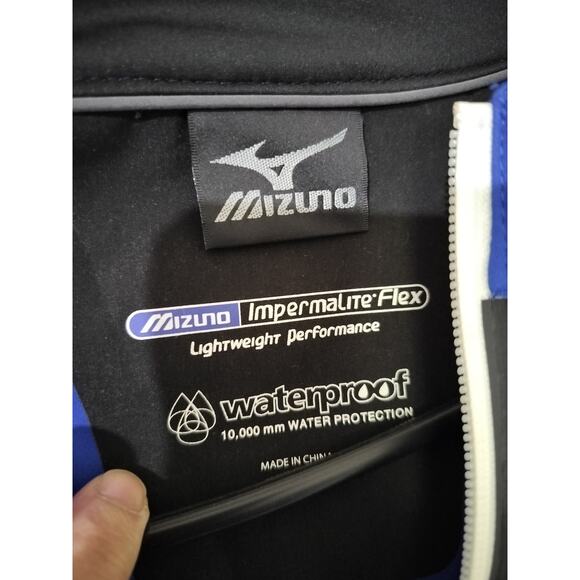 Mizuno
Mizuno ImpermaLite Flex
Lightweight Performance
waterproof
10,000 mm WATER PROTECTION
MADE IN CHINA